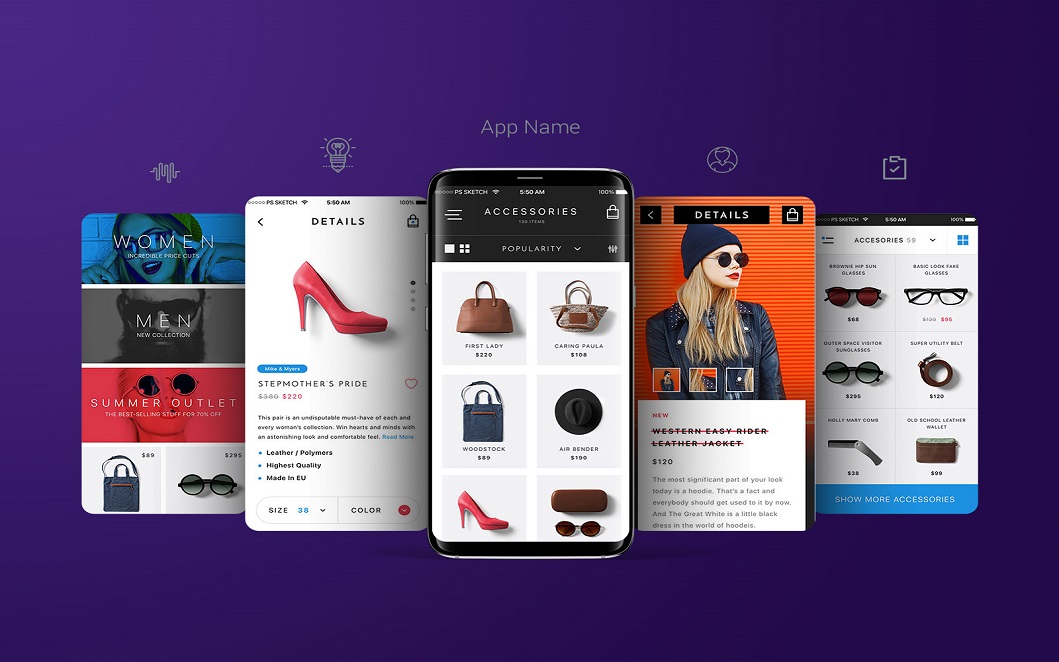 App Name
WOMEN
INCREDIBLE PRICE CUTS
MEN
NEW COLLECTION
SUMMER OUTLET
THE BEST-SELLING STUFF FOR 70% OFF
$89
$295
PS SKETCH
5:50 AM
100%
DETAILS
Mike & Myers
STEPMOTHER'S PRIDE
$380 $220
This pair is an undisputable must-have of each and
every woman's collection. Win hearts and minds with
an astonishing look and comfortable feel. Read More
Leather / Polymers
Highest Quality
Made In EU
SIZE 38
COLOR
PS SKETCH
5:50 AM
100%
ACCESSORIES
130 ITEMS
POPULARITY
FIRST LADY
$220
CARING PAULA
$108
WOODSTOCK
$89
AIR BENDER
$190
DETAILS
NEW
WESTERN EASY RIDER
LEATHER JACKET
$120
The most significant part of your look
today is a hoodie. That's a fact and
everybody should get used to it by now.
And The Great White is a little black
dress in the world of hoodeis.
PS SKETCH
5:50 AM
100%
ACCESORIES 59
BROWNIE HIP SUN
GLASSES
$68
BASIC LOOK FAKE
GLASSES
$120 $95
OUTER SPACE VISITOR
SUNGLASSES
$295
SUPER UTILITY BELT
$120
HOLLY MARY COMB
$38
OLD SCHOOL LEATHER
WALLET
$99
SHOW MORE ACCESSORIES